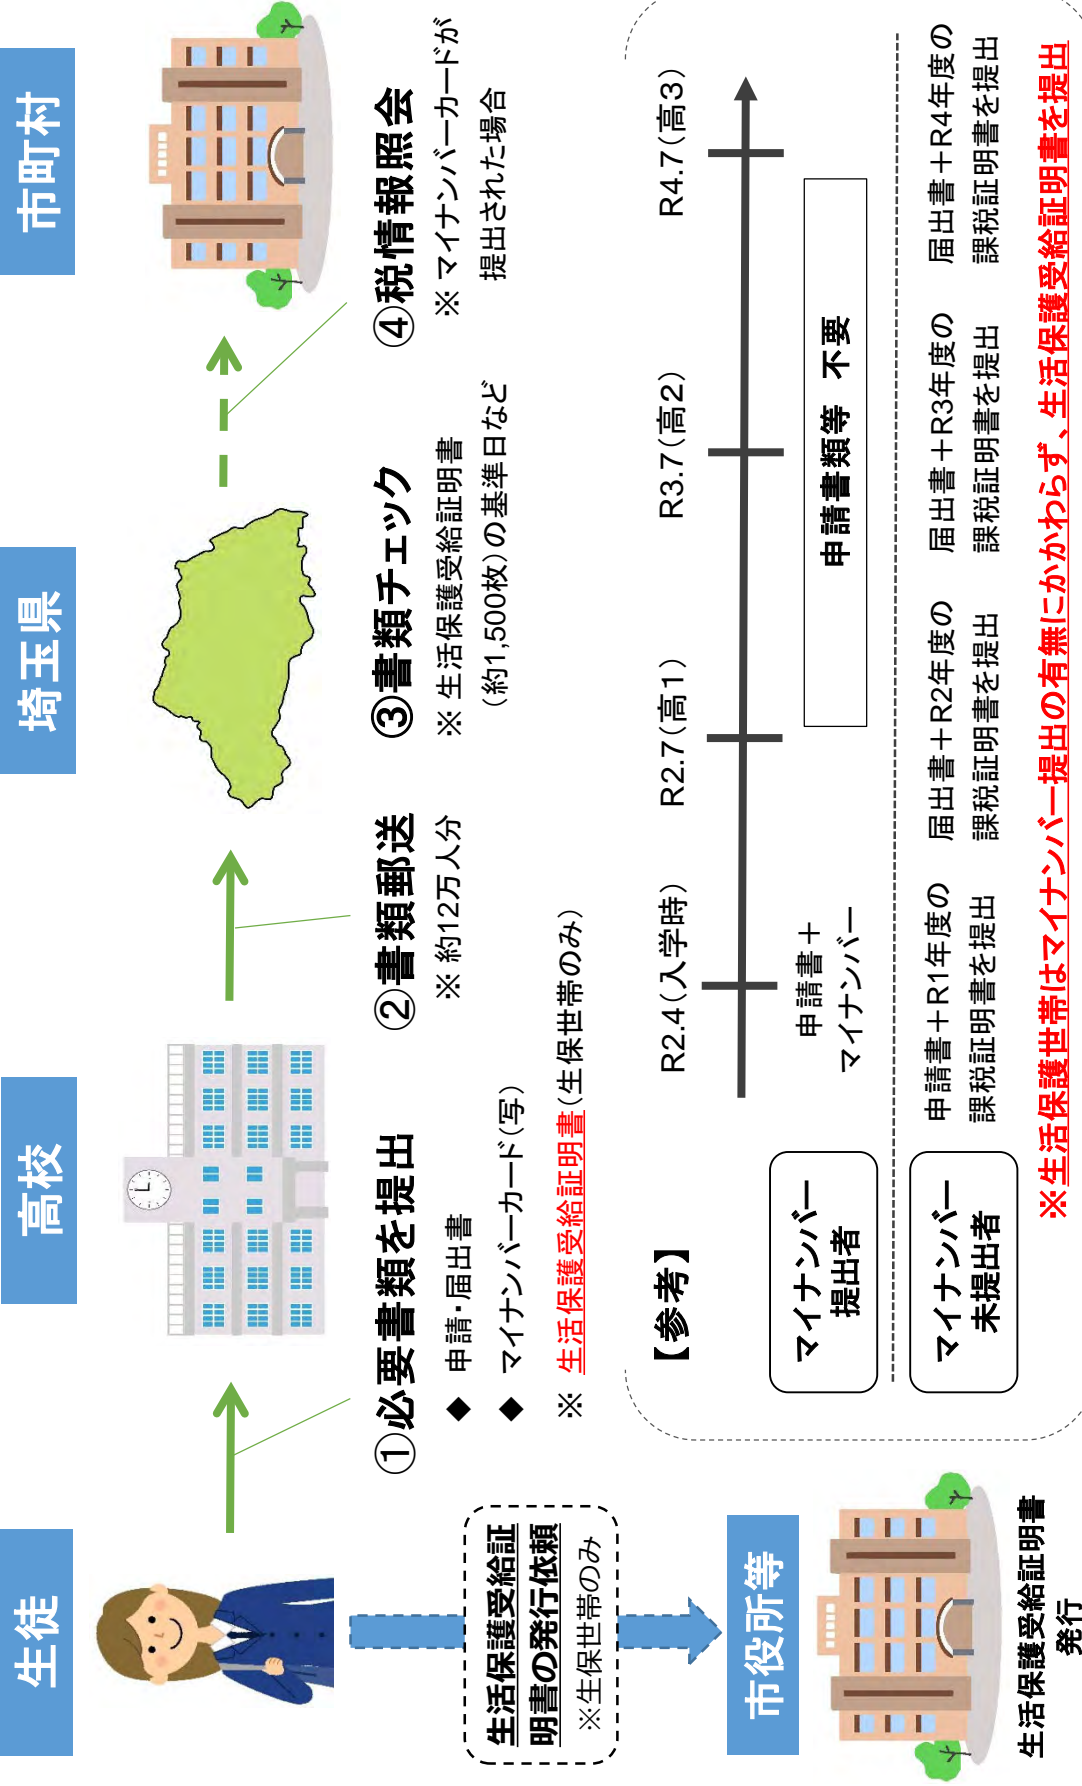 生徒
高校
埼玉県
市町村
①必要書類を提出
◆ 申請・届出書
◆ マイナンバーカード（写）
※ 生活保護受給証明書（生保世帯のみ）
②書類郵送
※ 約12万人分
③書類チェック
※ 生活保護受給証明書
（約1,500枚）の基準日など
④税情報照会
※ マイナンバーカードが
提出された場合
生活保護受給証
明書の発行依頼
※生保世帯のみ
市役所等
生活保護受給証明書
発行
【参考】
R2.4（入学時）
R2.7（高1）
R3.7（高2）
R4.7（高3）
マイナンバー
提出者
申請書＋
マイナンバー
申請書類等 不要
マイナンバー
未提出者
申請書＋R1年度の
課税証明書を提出
届出書＋R2年度の
課税証明書を提出
届出書＋R3年度の
課税証明書を提出
届出書＋R4年度の
課税証明書を提出
※生活保護世帯はマイナンバー提出の有無にかかわらず、生活保護受給証明書を提出